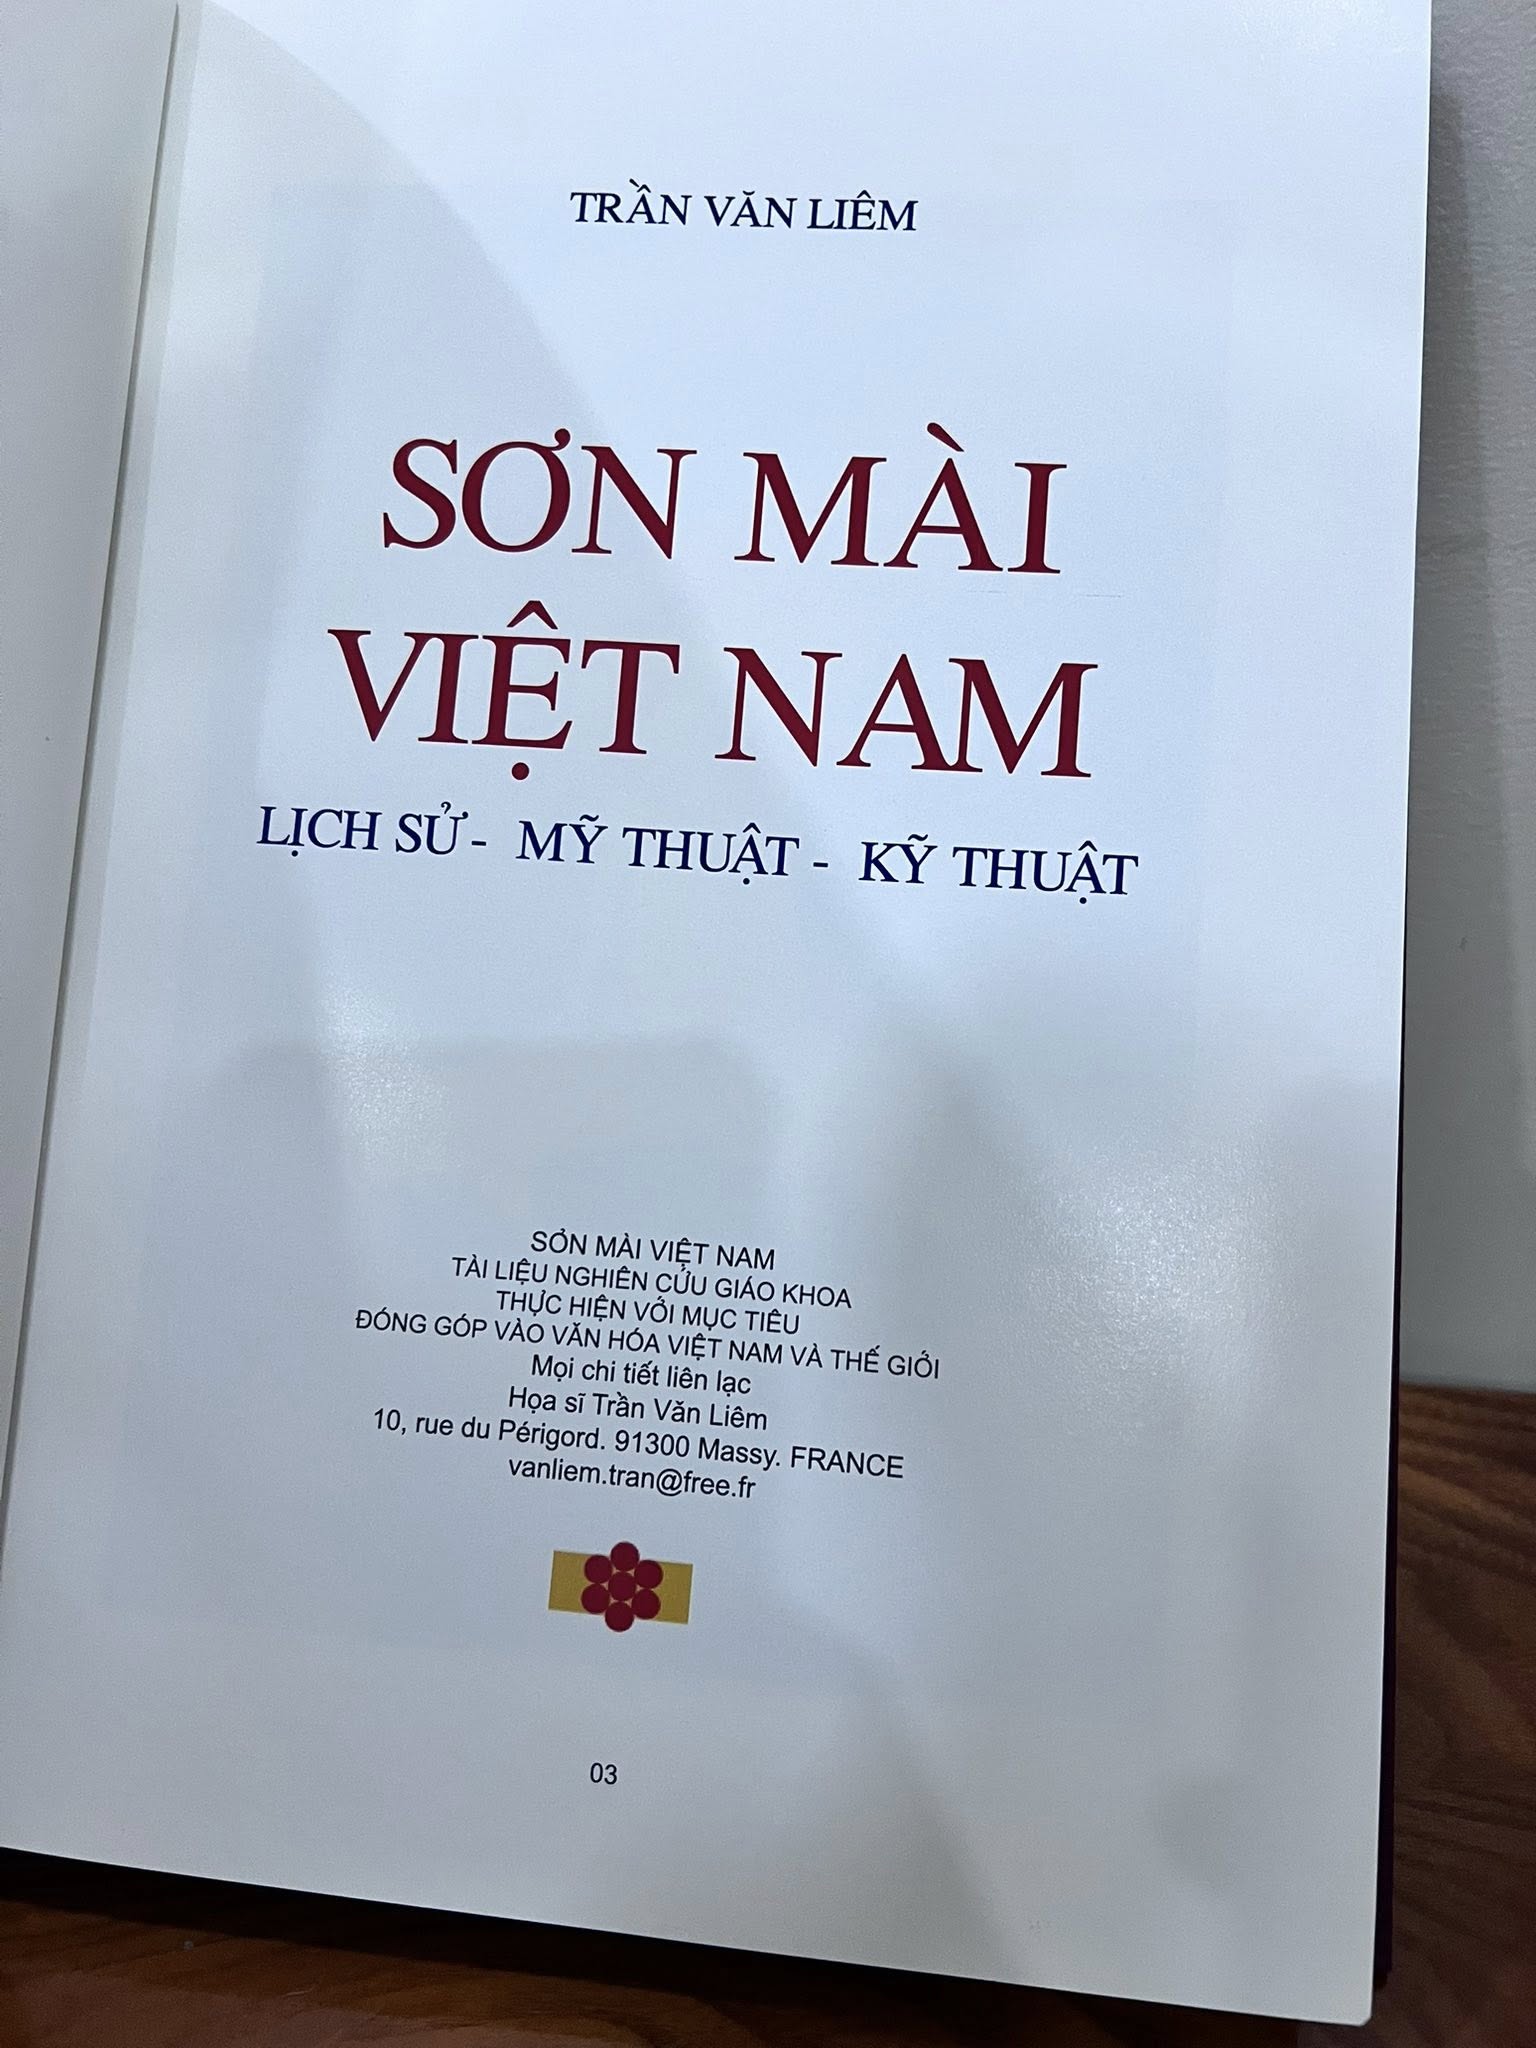 TRẦN VĂN LIÊM
SƠN MÀI
VIỆT NAM
LỊCH SỬ - MỸ THUẬT - KỸ THUẬT
SỞN MÀI VIỆT NAM
TÀI LIỆU NGHIÊN CỨU GIÁO KHOA
THỰC HIỆN VỚI MỤC TIÊU
ĐÓNG GÓP VÀO VĂN HÓA VIỆT NAM VÀ THẾ GIỚI
Mọi chi tiết liên lạc
Họa sĩ Trần Văn Liêm
10, rue du Périgord. 91300 Massy. FRANCE
vanliem.tran@free.fr
03